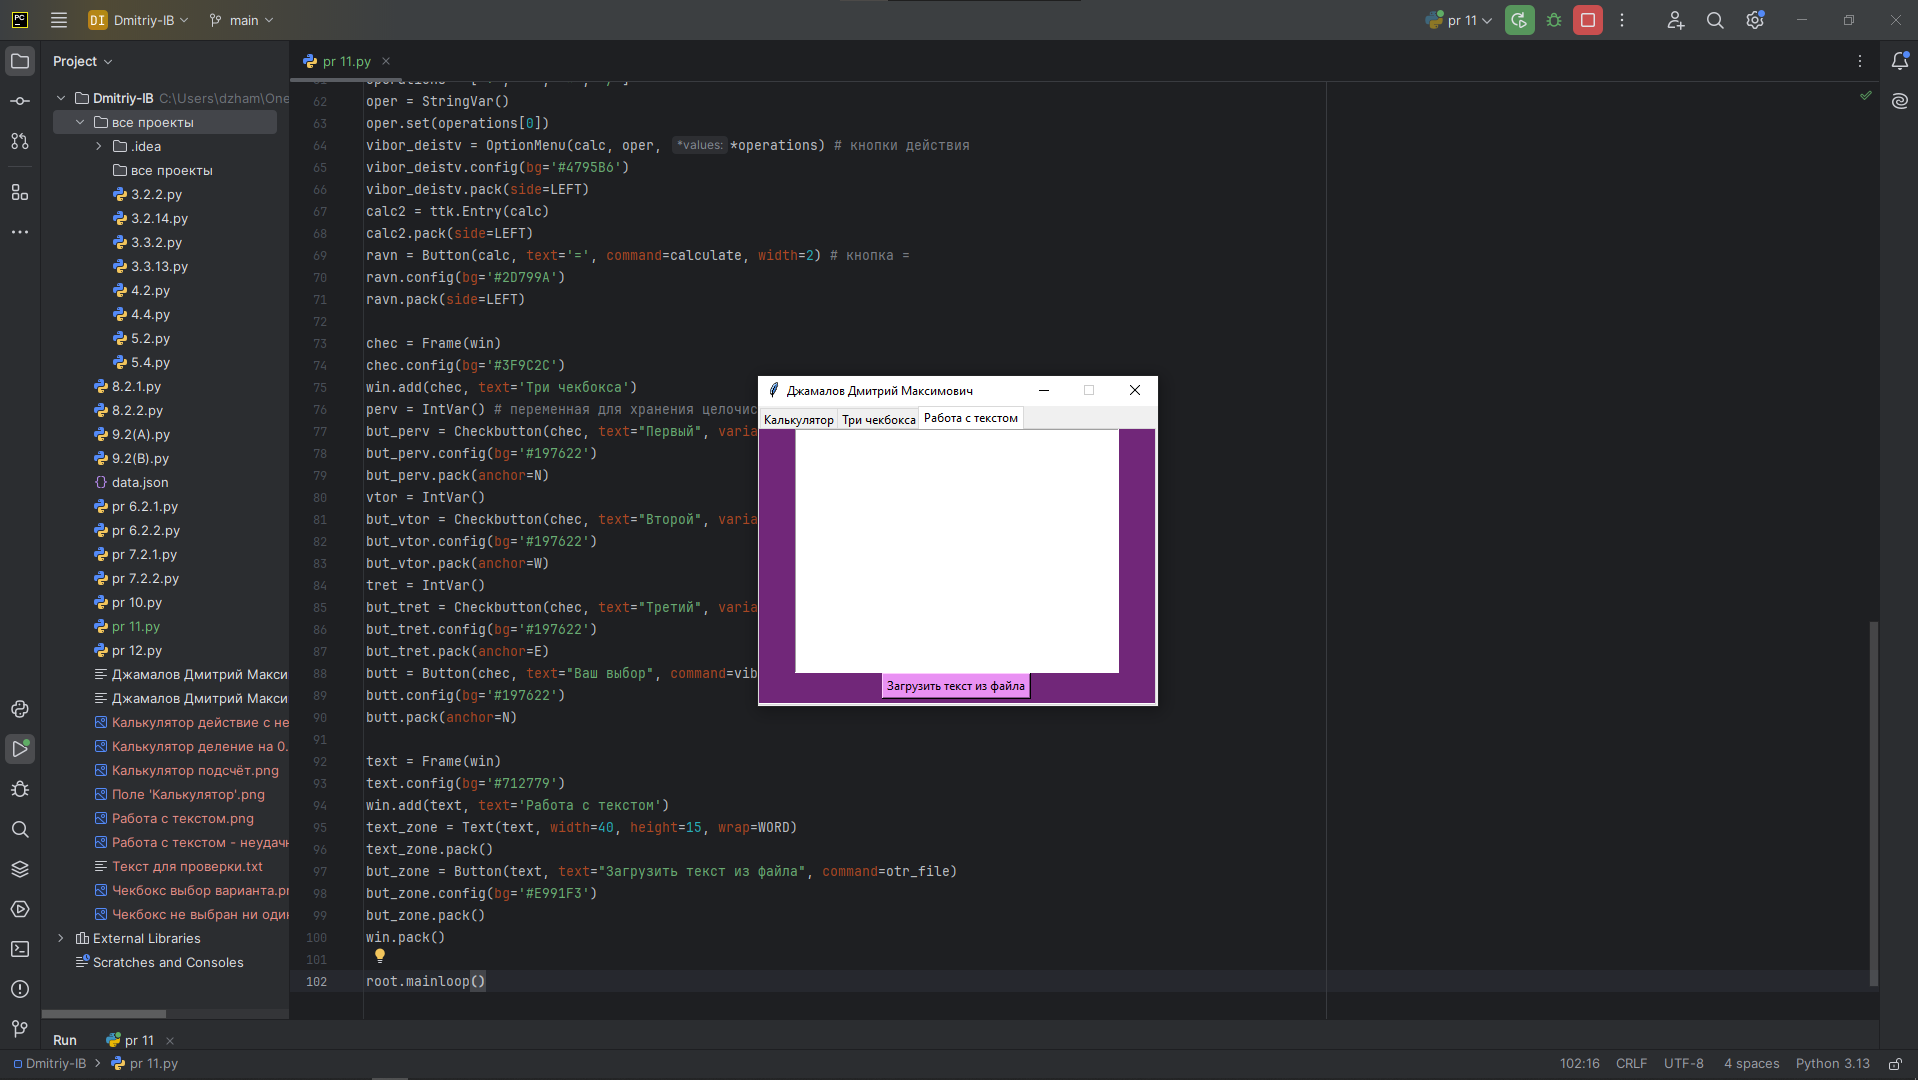 PC
DI Dmitriy-IB
main
pr 11
Project
pr 11.py
Dmitriy-IB C:\Users\dzham\One
все проекты
.idea
все проекты
3.2.2.py
3.2.14.py
3.3.2.py
3.3.13.py
4.2.py
4.4.py
5.2.py
5.4.py
8.2.1.py
8.2.2.py
9.2(A).py
9.2(B).py
data.json
pr 6.2.1.py
pr 6.2.2.py
pr 7.2.1.py
pr 7.2.2.py
pr 10.py
pr 11.py
pr 12.py
Джамалов Дмитрий Макси
Джамалов Дмитрий Макси
Калькулятор действие с не
Калькулятор деление на 0.
Калькулятор подсчёт.png
Поле 'Калькулятор'.png
Работа с текстом.png
Работа с текстом - неудач
Текст для проверки.txt
Чекбокс выбор варианта.pr
Чекбокс не выбран ни оди
External Libraries
Scratches and Consoles
62 oper = StringVar()
63 oper.set(operations[0])
64 vibor_deistv = OptionMenu(calc, oper, *values: *operations) # кнопки действия
65 vibor_deistv.config(bg='#4795B6')
66 vibor_deistv.pack(side=LEFT)
67 calc2 = ttk.Entry(calc)
68 calc2.pack(side=LEFT)
69 ravn = Button(calc, text='=', command=calculate, width=2) # кнопка =
70 ravn.config(bg='#2D799A')
71 ravn.pack(side=LEFT)
72
73 chec = Frame(win)
74 chec.config(bg='#3F9C2C')
75 win.add(chec, text='Три чекбокса')
76 perv = IntVar() # переменная для хранения целочис
77 but_perv = Checkbutton(chec, text="Первый", varia
78 but_perv.config(bg='#197622')
79 but_perv.pack(anchor=N)
80 vtor = IntVar()
81 but_vtor = Checkbutton(chec, text="Второй", varia
82 but_vtor.config(bg='#197622')
83 but_vtor.pack(anchor=W)
84 tret = IntVar()
85 but_tret = Checkbutton(chec, text="Третий", varia
86 but_tret.config(bg='#197622')
87 but_tret.pack(anchor=E)
88 butt = Button(chec, text="Ваш выбор", command=vib
89 butt.config(bg='#197622')
90 butt.pack(anchor=N)
91
92 text = Frame(win)
93 text.config(bg='#712779')
94 win.add(text, text='Работа с текстом')
95 text_zone = Text(text, width=40, height=15, wrap=WORD)
96 text_zone.pack()
97 but_zone = Button(text, text="Загрузить текст из файла", command=otr_file)
98 but_zone.config(bg='#E991F3')
99 but_zone.pack()
100 win.pack()
101
102 root.mainloop()
Джамалов Дмитрий Максимович
Калькулятор Три чекбокса Работа с текстом
Загрузить текст из файла
Run pr 11
Dmitriy-IB pr 11.py
102:16 CRLF UTF-8 4 spaces Python 3.13